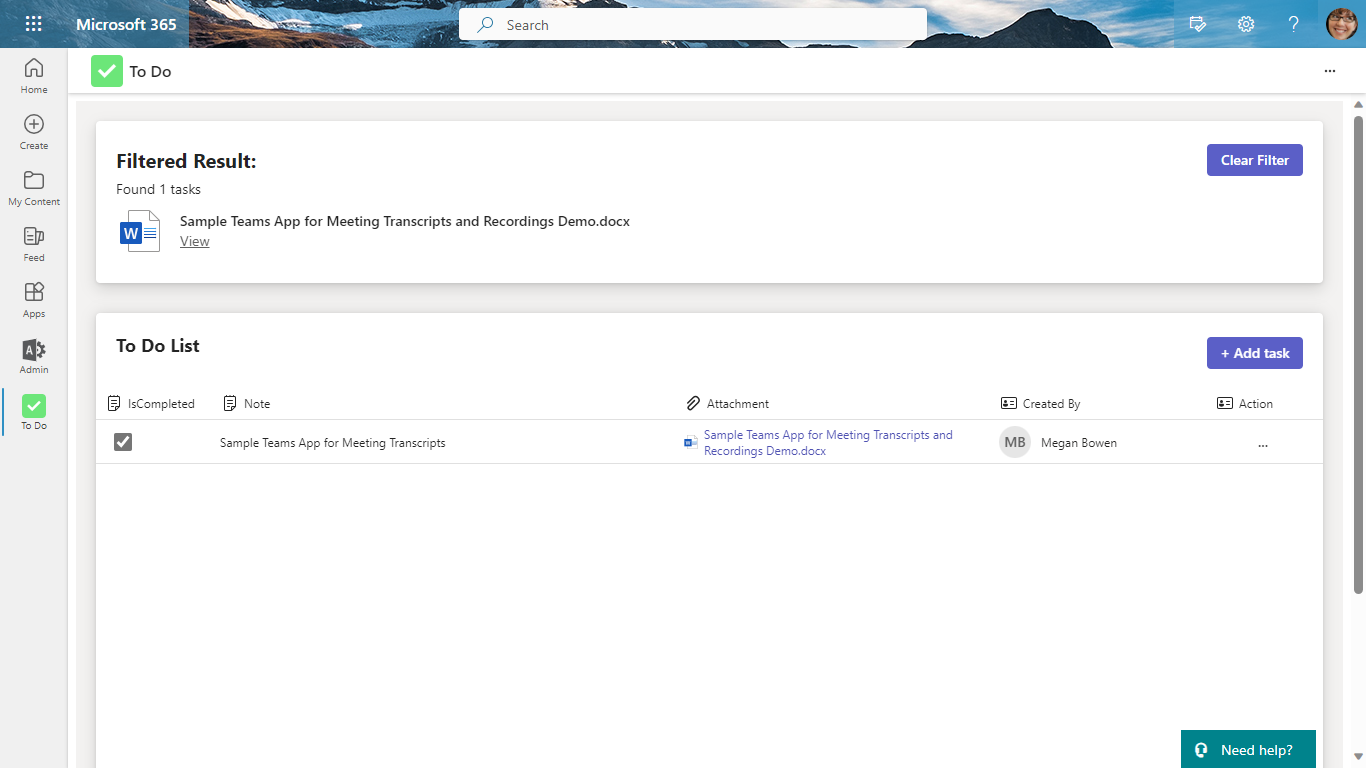 Microsoft 365
Search
?
Home
Create
My Content
Feed
Apps
Admin
To Do
To Do
...
Filtered Result:
Clear Filter
Found 1 tasks
W
Sample Teams App for Meeting Transcripts and Recordings Demo.docx
View
To Do List
+ Add task
IsCompleted
Note
Attachment
Created By
Action
Sample Teams App for Meeting Transcripts
Sample Teams App for Meeting Transcripts and
Recordings Demo.docx
MB
Megan Bowen
...
Need help?